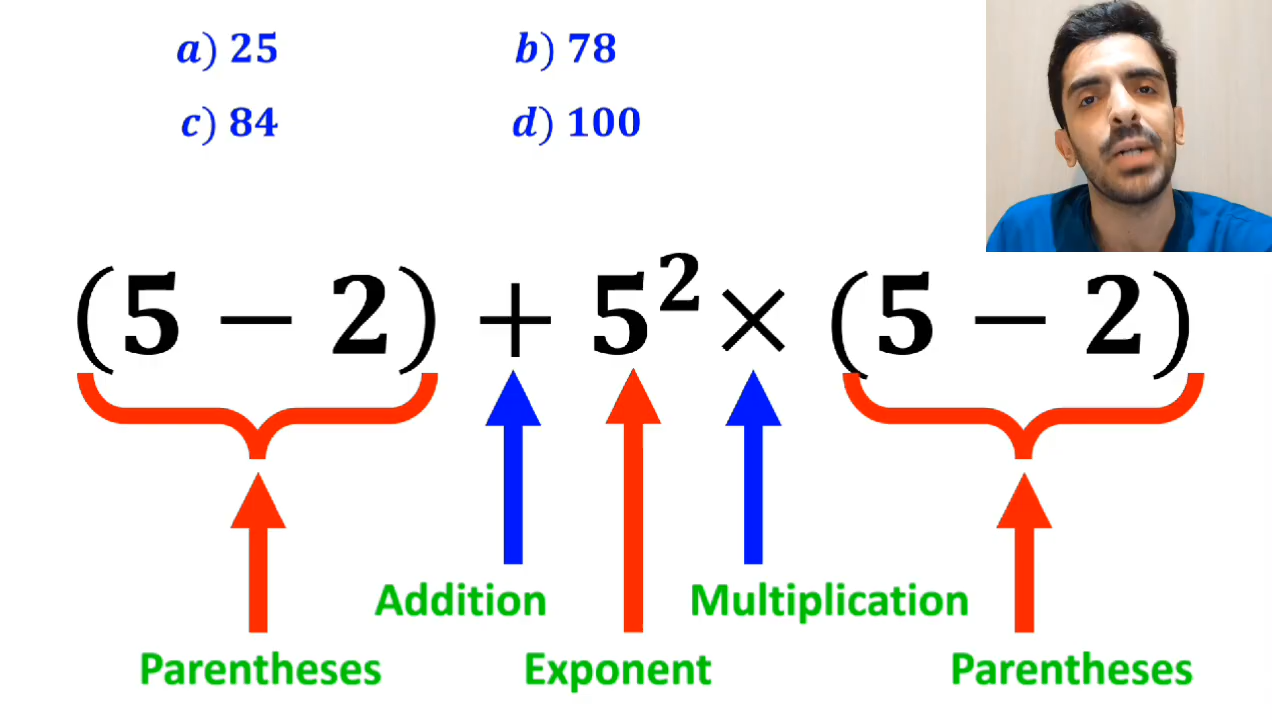 a) 25 b) 78
c) 84 d) 100
(5 − 2) + 5² × (5 − 2)
Addition Multiplication
Parentheses Exponent Parentheses